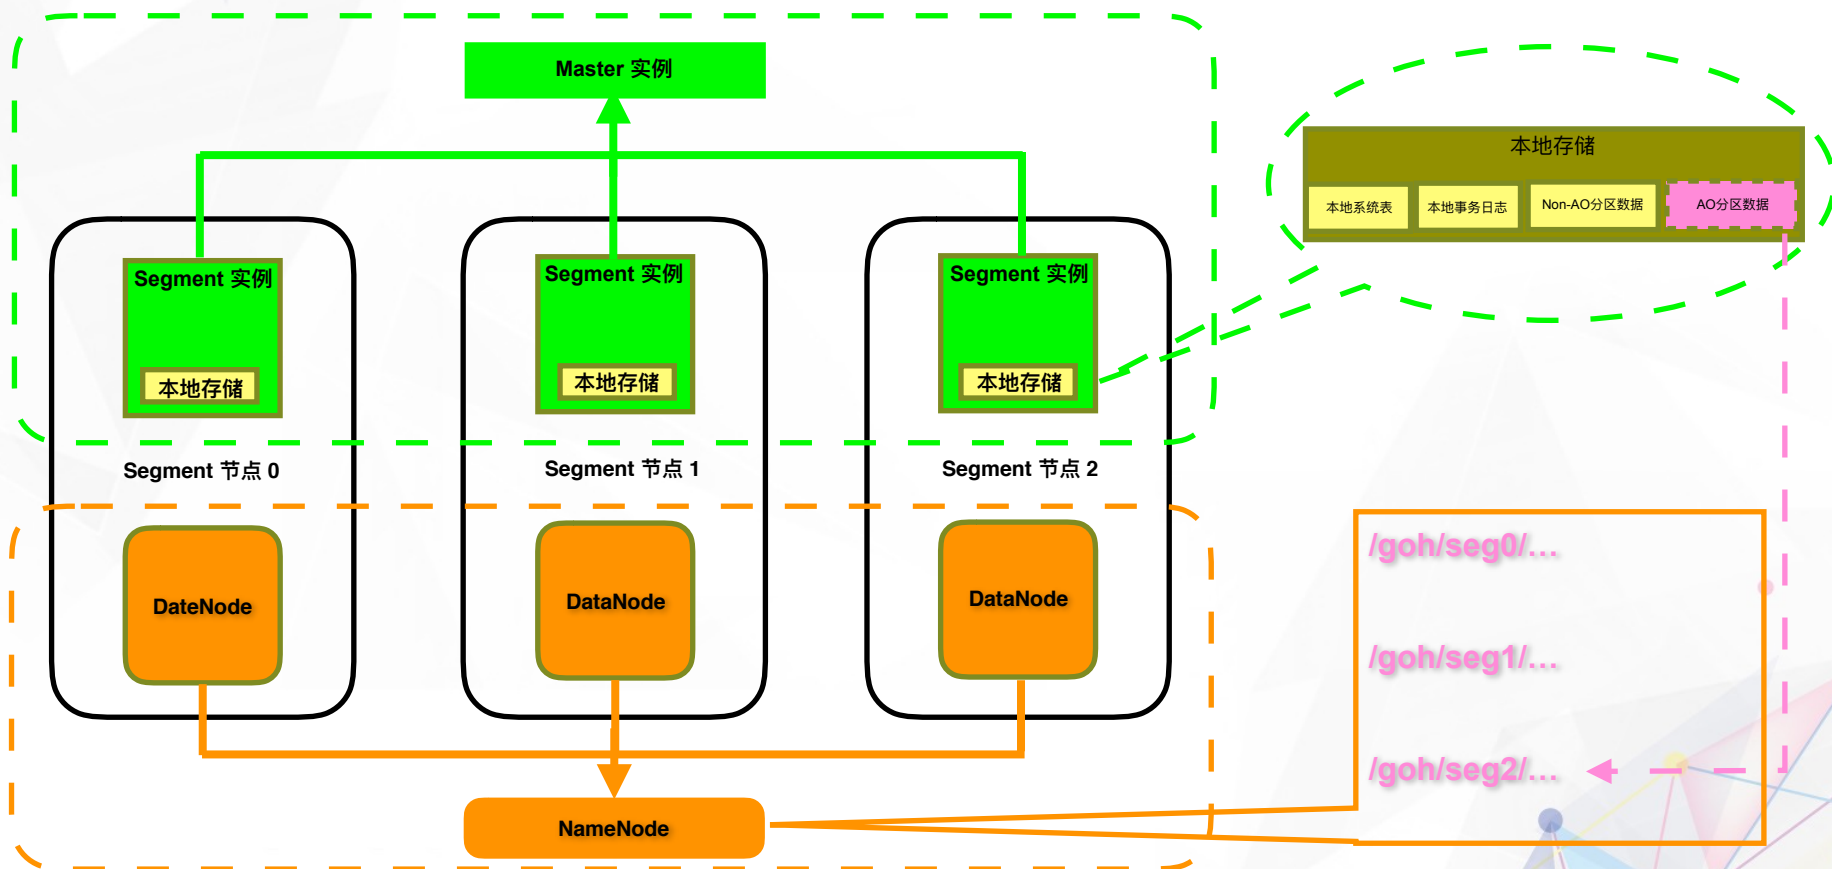 Master 实例
本地存储
本地系统表
本地事务日志
Non-AO分区数据
AO分区数据
Segment 实例
Segment 实例
Segment 实例
本地存储
本地存储
本地存储
Segment 节点 0
Segment 节点 1
Segment 节点 2
DateNode
DataNode
DataNode
/goh/seg0/...
/goh/seg1/...
/goh/seg2/...
NameNode